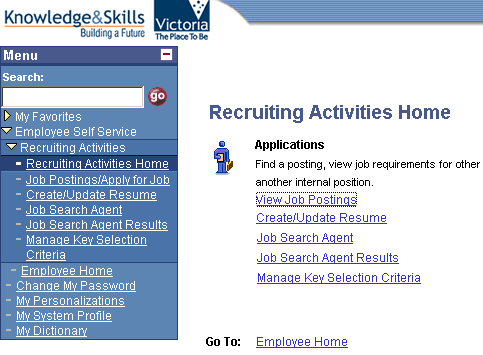 Knowledge&Skills
Building a Future
Victoria
The Place To Be
Menu
Search:
go
My Favorites
Employee Self Service
Recruiting Activities
Recruiting Activities Home
Job Postings/Apply for Job
Create/Update Resume
Job Search Agent
Job Search Agent Results
Manage Key Selection
Criteria
Employee Home
Change My Password
My Personalizations
My System Profile
My Dictionary
Recruiting Activities Home
Applications
Find a posting, view job requirements for other
another internal position.
View Job Postings
Create/Update Resume
Job Search Agent
Job Search Agent Results
Manage Key Selection Criteria
Go To: Employee Home